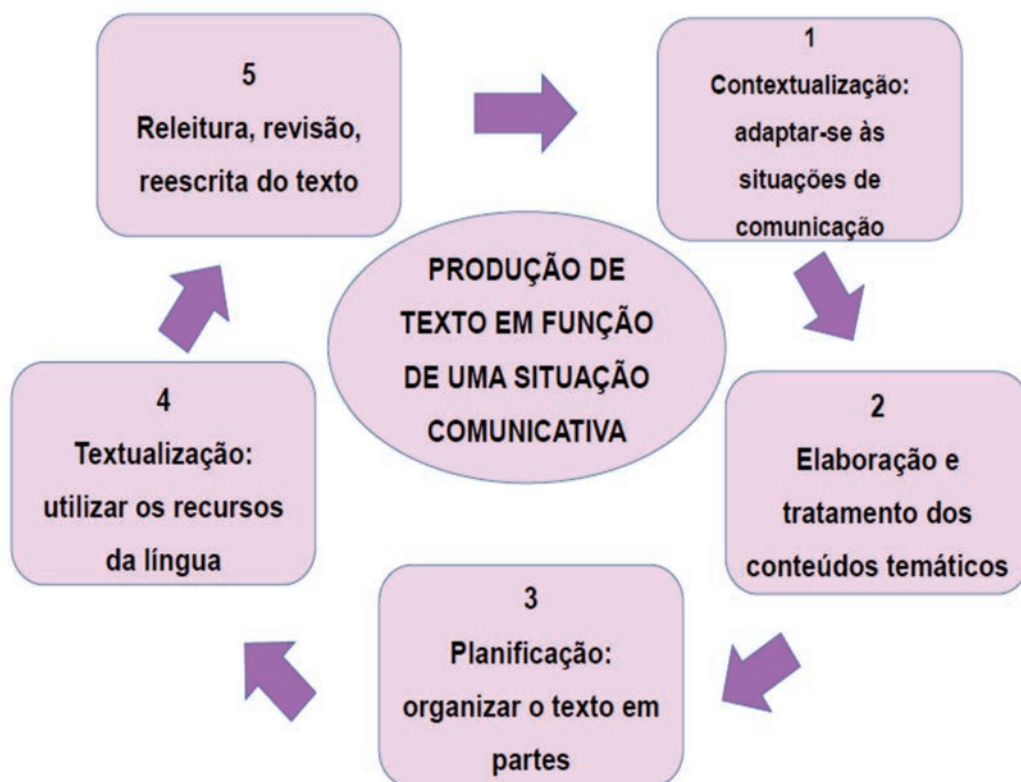 5
Releitura, revisão,
reescrita do texto
1
Contextualização:
adaptar-se às
situações de
comunicação
PRODUÇÃO DE
TEXTO EM FUNÇÃO
DE UMA SITUAÇÃO
COMUNICATIVA
4
Textualização:
utilizar os recursos
da língua
2
Elaboração e
tratamento dos
conteúdos temáticos
3
Planificação:
organizar o texto em
partes